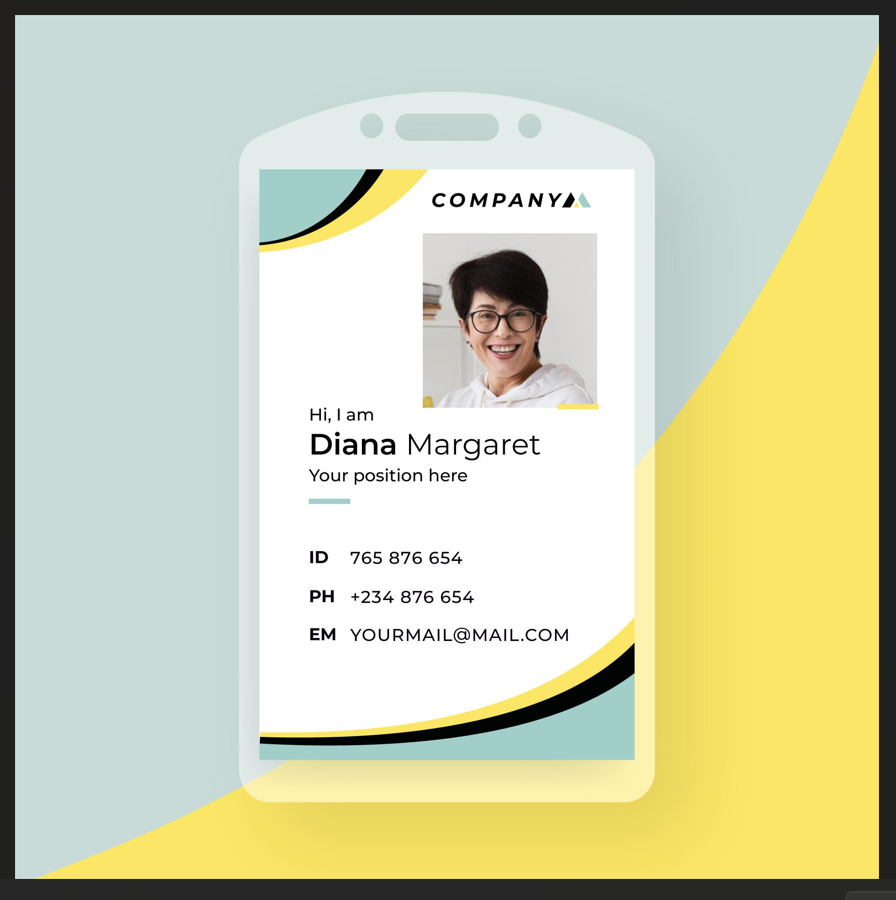 COMPANY
Hi, I am
Diana Margaret
Your position here
ID 765 876 654
PH +234 876 654
EM YOURMAIL@MAIL.COM